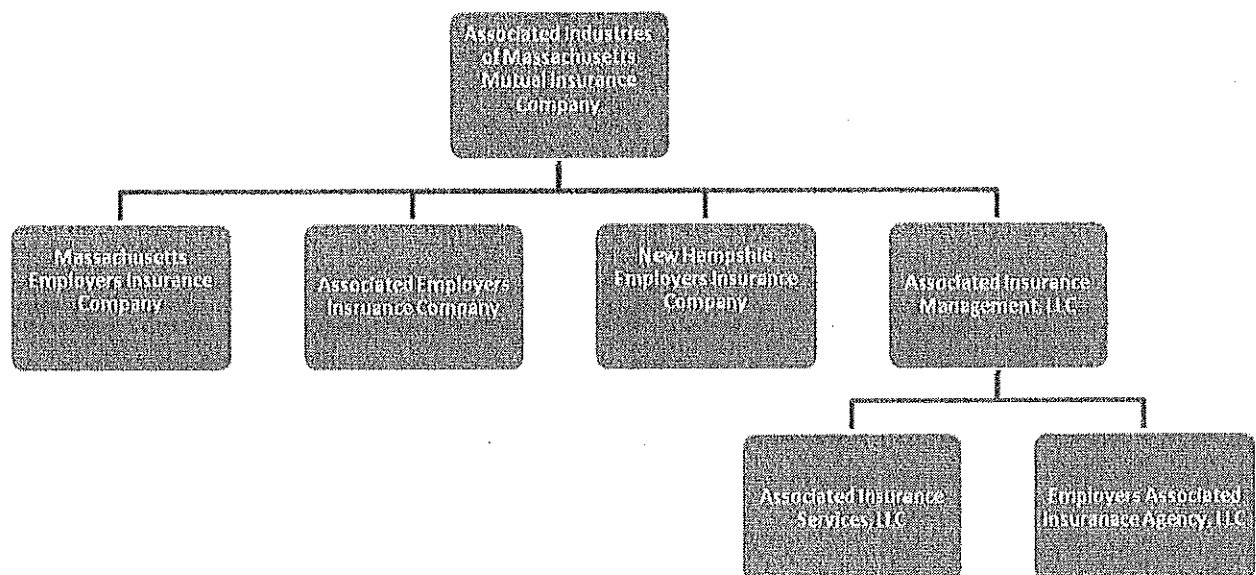 Associated Industries
of Massachusetts
Mutual Insurance
Company
Massachusetts
Employers Insurance
Company
Associated Employers
Insruance Company
New Hampshie
Employers Insurance
Company
Associated Insurance
Management, LLC
Associated Insurance
Services, LLC
Employers Associated
Insuranace Agency, LLC